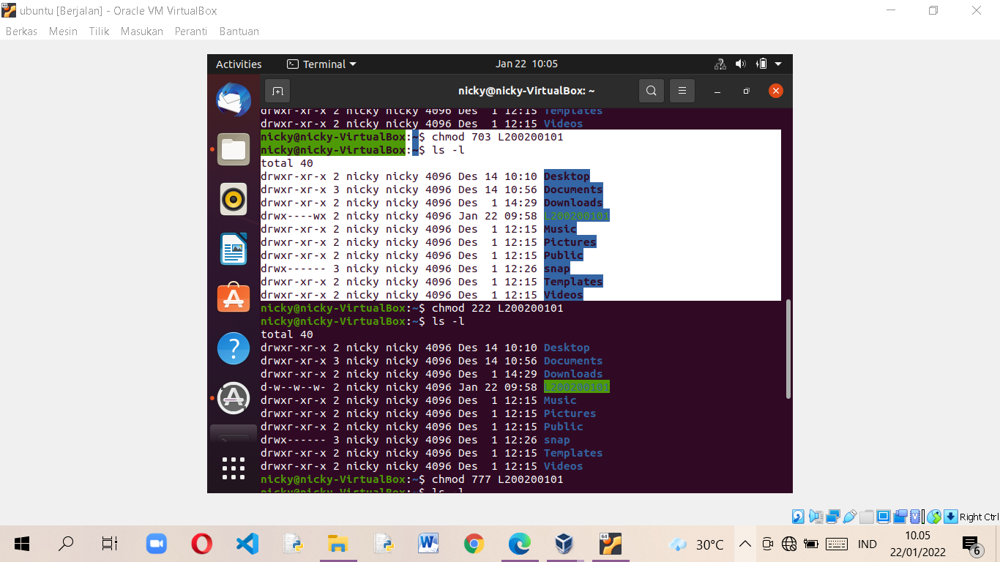 ubuntu [Berjalan] - Oracle VM VirtualBox
Berkas Mesin Tilik Masukan Peranti Bantuan
Activities Terminal Jan 22 10:05
nicky@nicky-VirtualBox: ~
drwxr-xr-x 2 nicky nicky 4096 Des  1 12:15 Templates
drwxr-xr-x 2 nicky nicky 4096 Des  1 12:15 Videos
nicky@nicky-VirtualBox:~$ chmod 703 L200200101
nicky@nicky-VirtualBox:~$ ls -l
total 40
drwxr-xr-x 2 nicky nicky 4096 Des 14 10:10 Desktop
drwxr-xr-x 3 nicky nicky 4096 Des 14 10:56 Documents
drwxr-xr-x 2 nicky nicky 4096 Des  1 14:29 Downloads
drwx----wx 2 nicky nicky 4096 Jan 22 09:58 L200200101
drwxr-xr-x 2 nicky nicky 4096 Des  1 12:15 Music
drwxr-xr-x 2 nicky nicky 4096 Des  1 12:15 Pictures
drwxr-xr-x 2 nicky nicky 4096 Des  1 12:15 Public
drwx------ 3 nicky nicky 4096 Des  1 12:26 snap
drwxr-xr-x 2 nicky nicky 4096 Des  1 12:15 Templates
drwxr-xr-x 2 nicky nicky 4096 Des  1 12:15 Videos
nicky@nicky-VirtualBox:~$ chmod 222 L200200101
nicky@nicky-VirtualBox:~$ ls -l
total 40
drwxr-xr-x 2 nicky nicky 4096 Des 14 10:10 Desktop
drwxr-xr-x 3 nicky nicky 4096 Des 14 10:56 Documents
drwxr-xr-x 2 nicky nicky 4096 Des  1 14:29 Downloads
d-w--w--w- 2 nicky nicky 4096 Jan 22 09:58 L200200101
drwxr-xr-x 2 nicky nicky 4096 Des  1 12:15 Music
drwxr-xr-x 2 nicky nicky 4096 Des  1 12:15 Pictures
drwxr-xr-x 2 nicky nicky 4096 Des  1 12:15 Public
drwx------ 3 nicky nicky 4096 Des  1 12:26 snap
drwxr-xr-x 2 nicky nicky 4096 Des  1 12:15 Templates
drwxr-xr-x 2 nicky nicky 4096 Des  1 12:15 Videos
nicky@nicky-VirtualBox:~$ chmod 777 L200200101
nicky@nicky-VirtualBox:~$ ls -l
Right Ctrl
30°C IND 10.05
22/01/2022 6